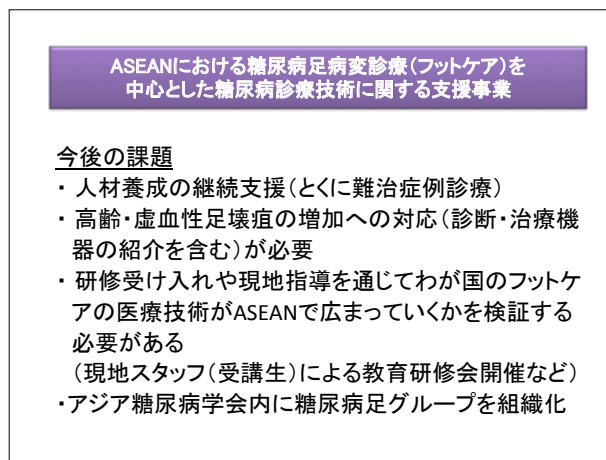 ASEANにおける糖尿病足病変診療(フットケア)を
中心とした糖尿病診療技術に関する支援事業
今後の課題
・ 人材養成の継続支援(とくに難治症例診療)
・ 高齢・虚血性足壊疽の増加への対応(診断・治療機
器の紹介を含む)が必要
・ 研修受け入れや現地指導を通じてわが国のフットケ
アの医療技術がASEANで広まっていくかを検証する
必要がある
(現地スタッフ(受講生)による教育研修会開催など)
・アジア糖尿病学会内に糖尿病足グループを組織化